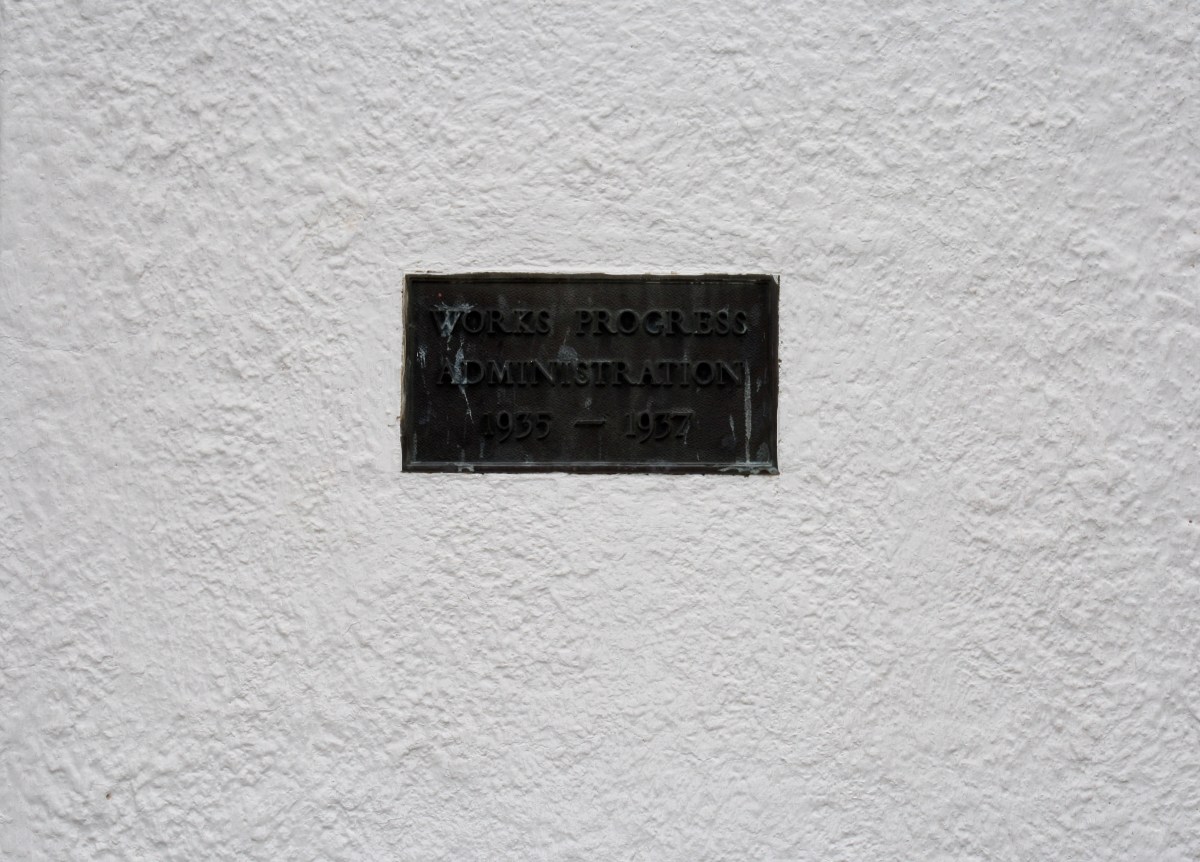 WORKS PROGRESS
ADMINISTRATION
1935 — 1937